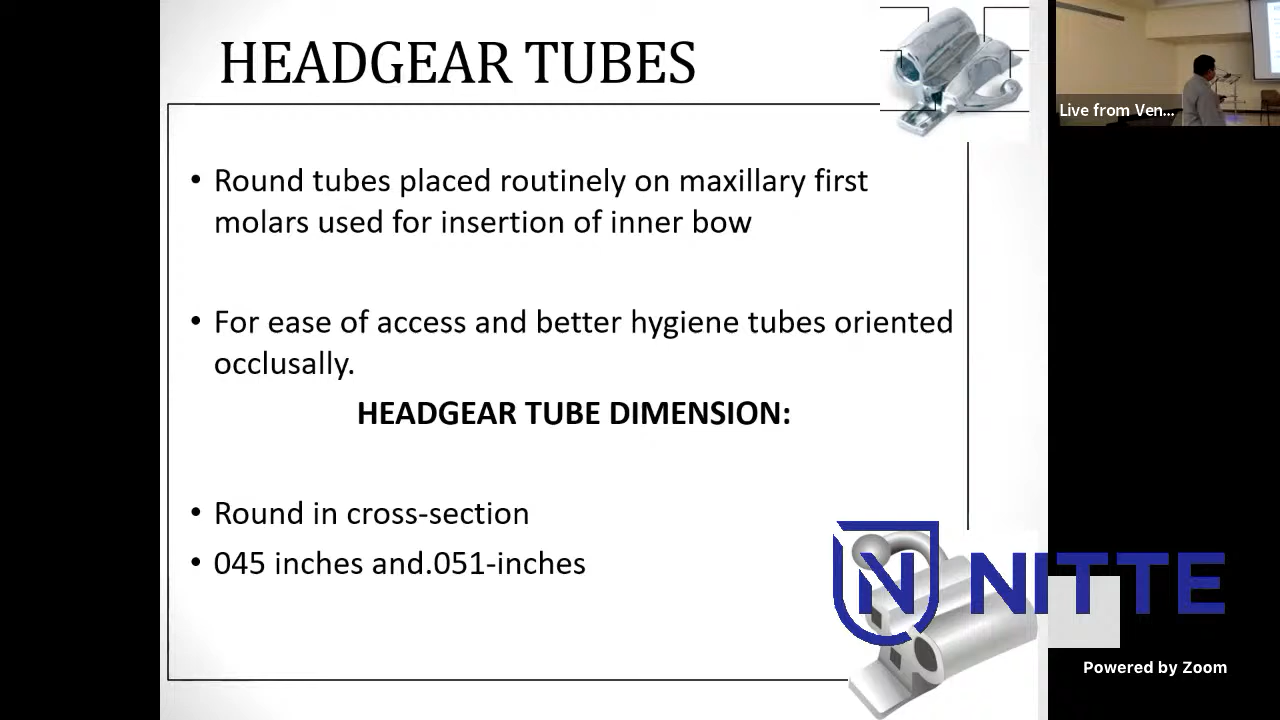 HEADGEAR TUBES
Live from Ven...
• Round tubes placed routinely on maxillary first
molars used for insertion of inner bow
• For ease of access and better hygiene tubes oriented
occlusally.
HEADGEAR TUBE DIMENSION:
• Round in cross-section
• 045 inches and.051-inches
N NITTE
Powered by Zoom